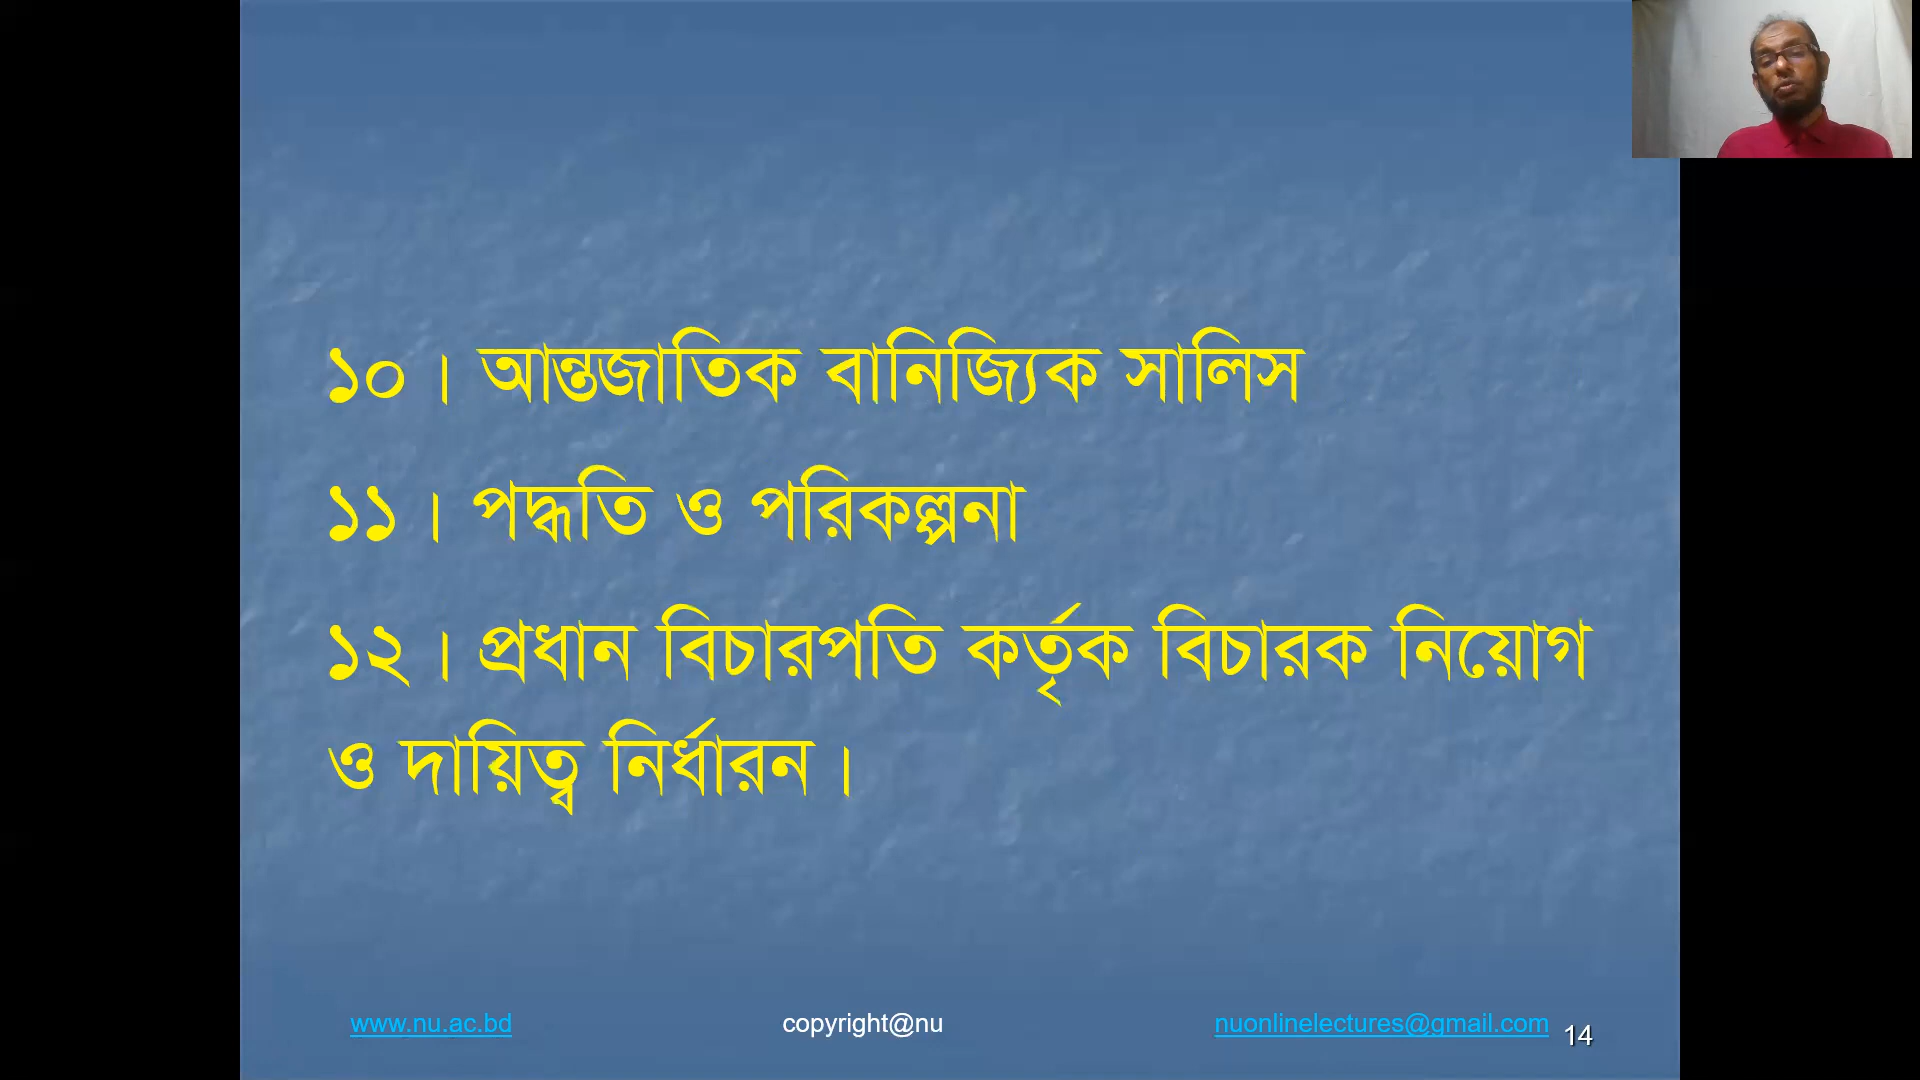 ১০। আন্তজাতিক বানিজ্যিক সালিস
১১। পদ্ধতি ও পরিকল্পনা
১২। প্রধান বিচারপতি কর্তৃক বিচারক নিয়োগ
ও দায়িত্ব নির্ধারন।
www.nu.ac.bd copyright@nu nuonlinelectures@gmail.com 14